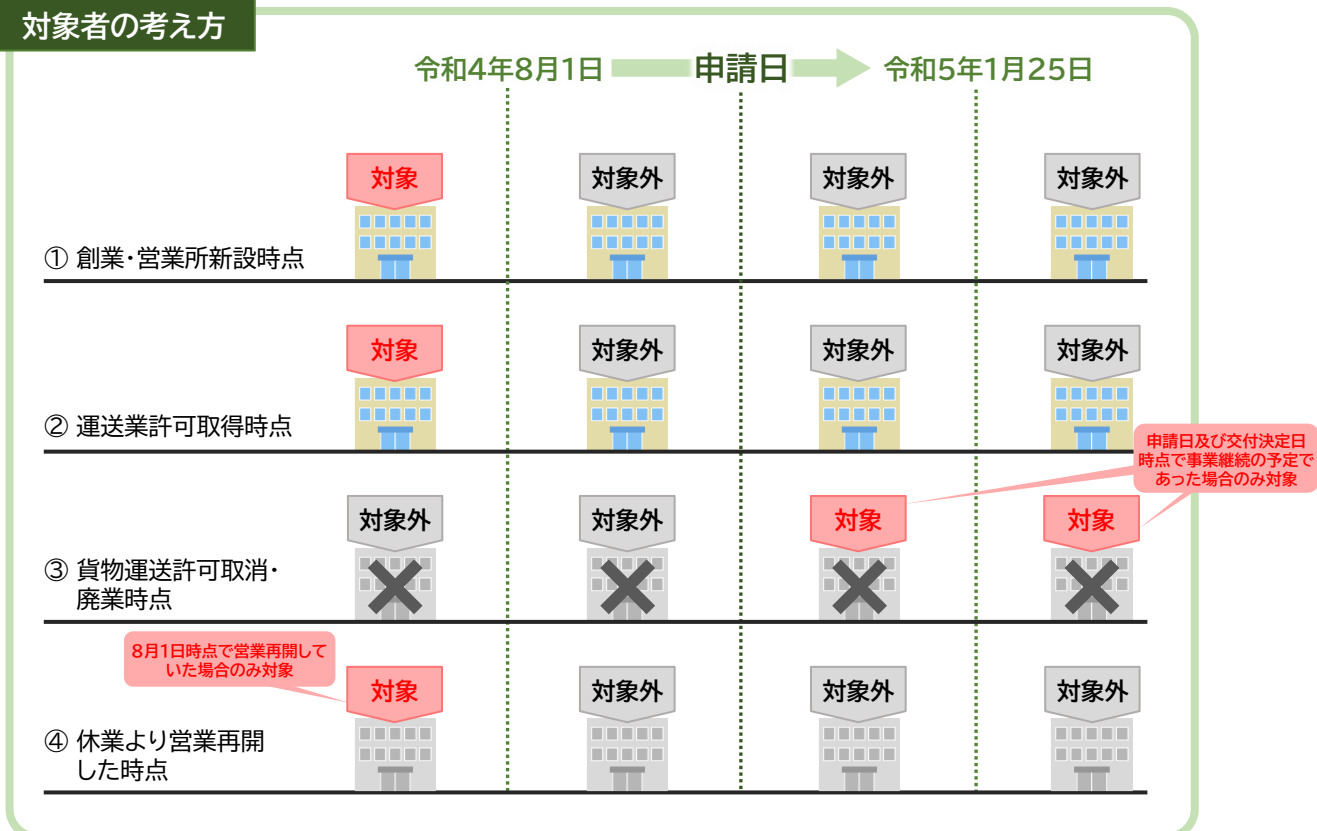 対象者の考え方
令和4年8月1日
申請日
令和5年1月25日
対象
対象外
対象外
対象外
① 創業・営業所新設時点
対象
対象外
対象外
対象外
② 運送業許可取得時点
申請日及び交付決定日
時点で事業継続の予定で
あった場合のみ対象
対象外
対象外
対象
対象
③ 貨物運送許可取消・
廃業時点
8月1日時点で営業再開して
いた場合のみ対象
対象
対象外
対象外
対象外
④ 休業より営業再開
した時点